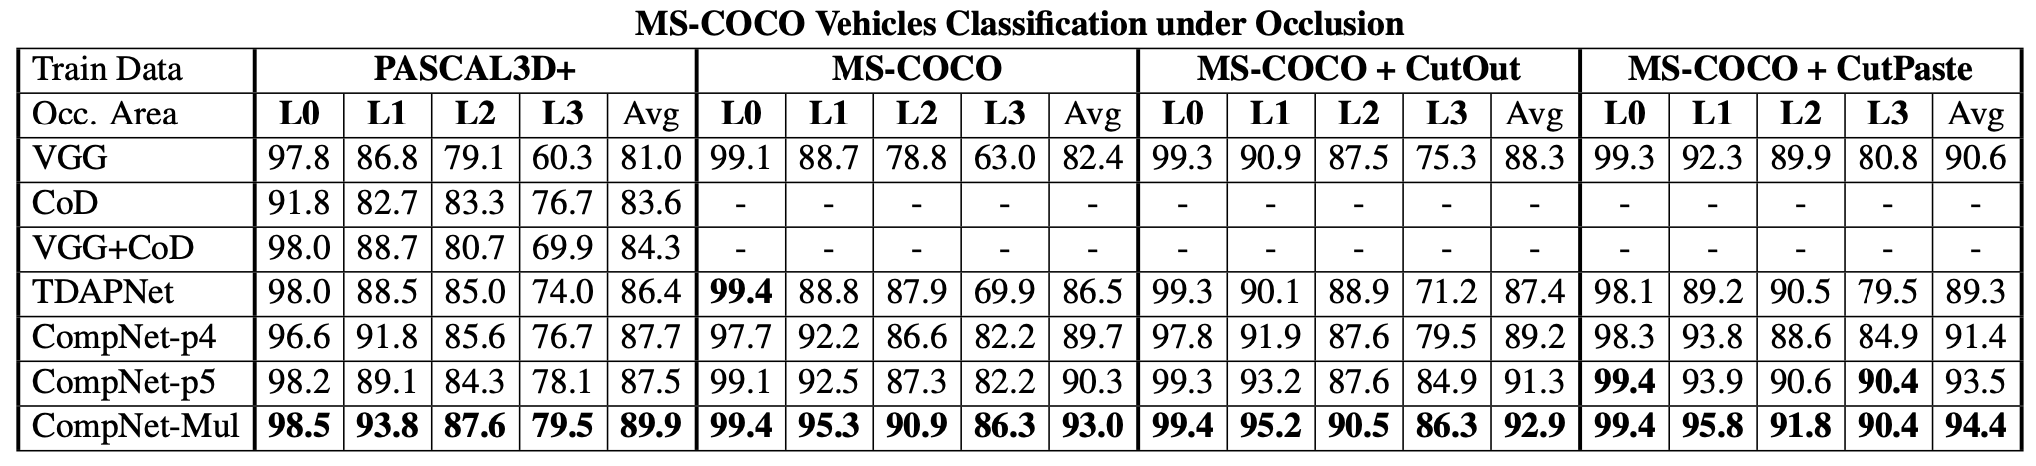 MS-COCO Vehicles Classification under Occlusion
Train Data PASCAL3D+ MS-COCO MS-COCO + CutOut MS-COCO + CutPaste
Occ. Area L0 L1 L2 L3 Avg L0 L1 L2 L3 Avg L0 L1 L2 L3 Avg L0 L1 L2 L3 Avg
VGG 97.8 86.8 79.1 60.3 81.0 99.1 88.7 78.8 63.0 82.4 99.3 90.9 87.5 75.3 88.3 99.3 92.3 89.9 80.8 90.6
CoD 91.8 82.7 83.3 76.7 83.6 - - - - - - - - - - - - - - -
VGG+CoD 98.0 88.7 80.7 69.9 84.3 - - - - - - - - - - - - - - -
TDAPNet 98.0 88.5 85.0 74.0 86.4 99.4 88.8 87.9 69.9 86.5 99.3 90.1 88.9 71.2 87.4 98.1 89.2 90.5 79.5 89.3
CompNet-p4 96.6 91.8 85.6 76.7 87.7 97.7 92.2 86.6 82.2 89.7 97.8 91.9 87.6 79.5 89.2 98.3 93.8 88.6 84.9 91.4
CompNet-p5 98.2 89.1 84.3 78.1 87.5 99.1 92.5 87.3 82.2 90.3 99.3 93.2 87.6 84.9 91.3 99.4 93.9 90.6 90.4 93.5
CompNet-Mul 98.5 93.8 87.6 79.5 89.9 99.4 95.3 90.9 86.3 93.0 99.4 95.2 90.5 86.3 92.9 99.4 95.8 91.8 90.4 94.4